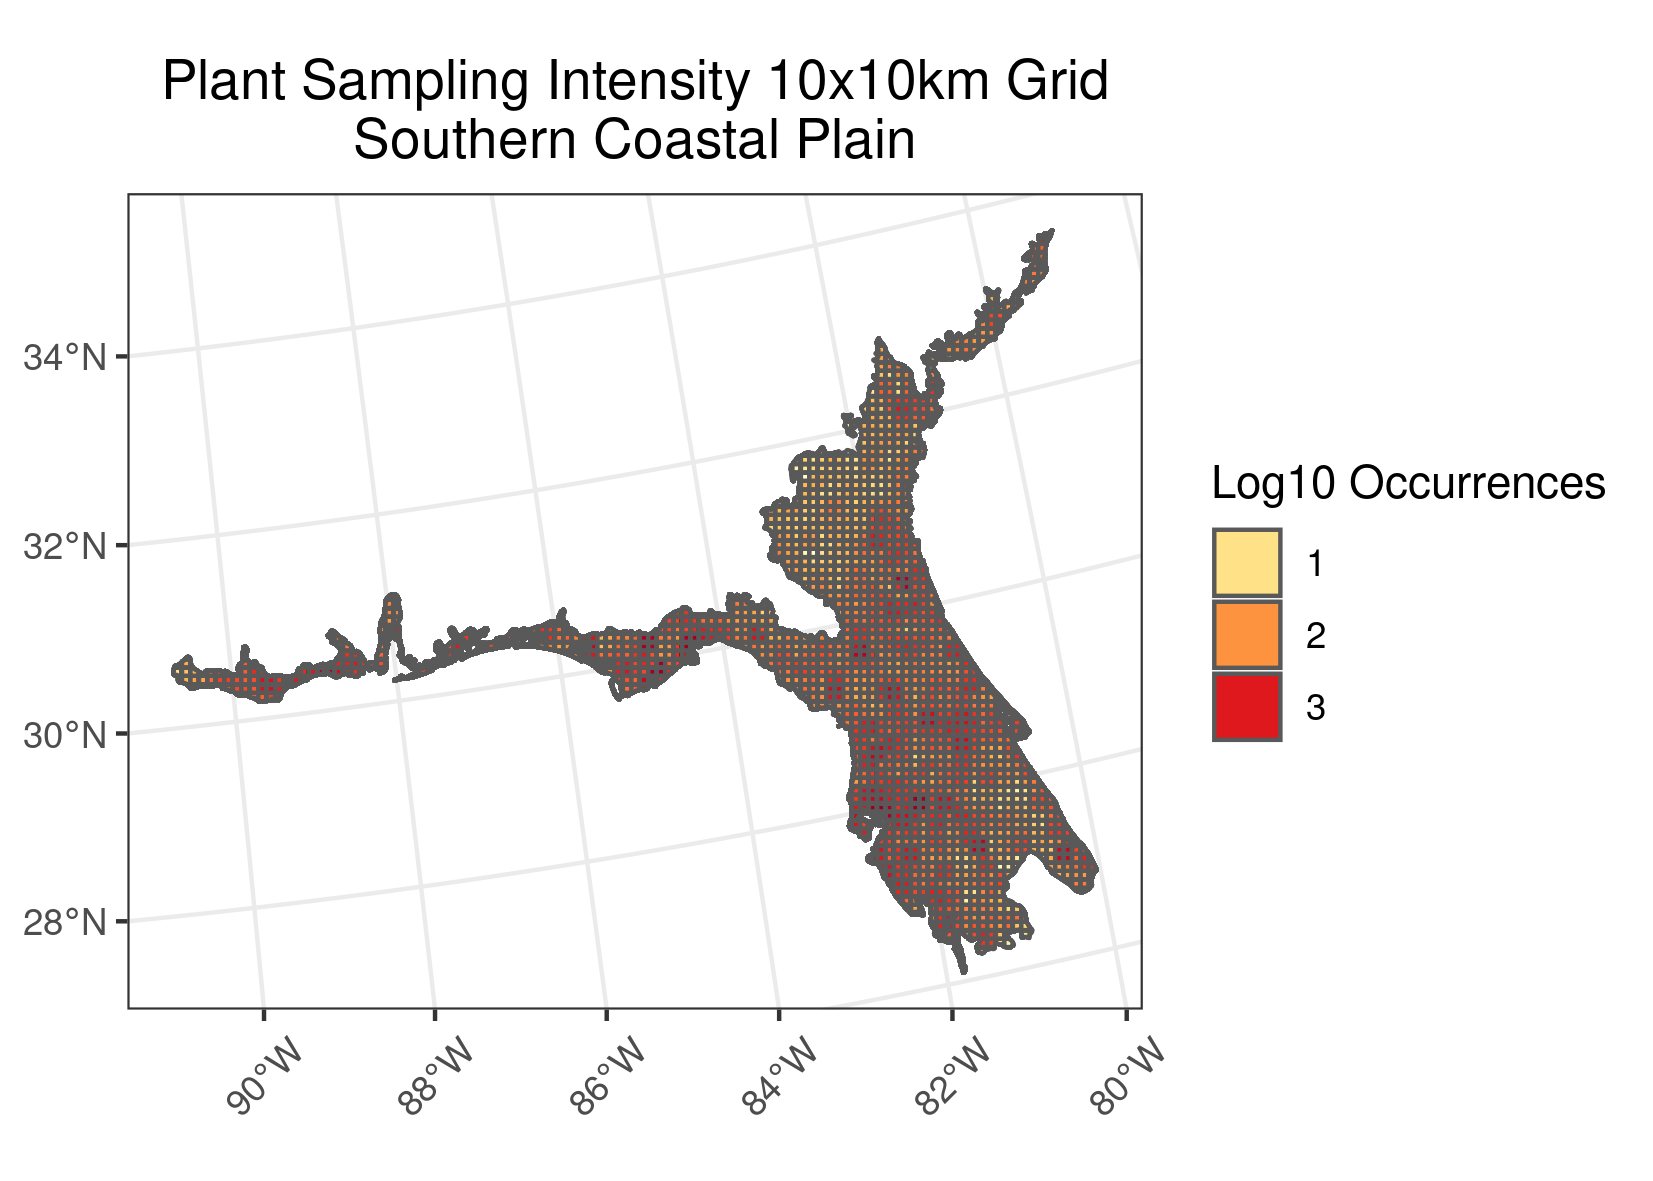 Plant Sampling Intensity 10x10km Grid
Southern Coastal Plain
34°N
32°N
30°N
28°N
90°W
88°W
86°W
84°W
82°W
80°W
Log10 Occurrences
1
2
3